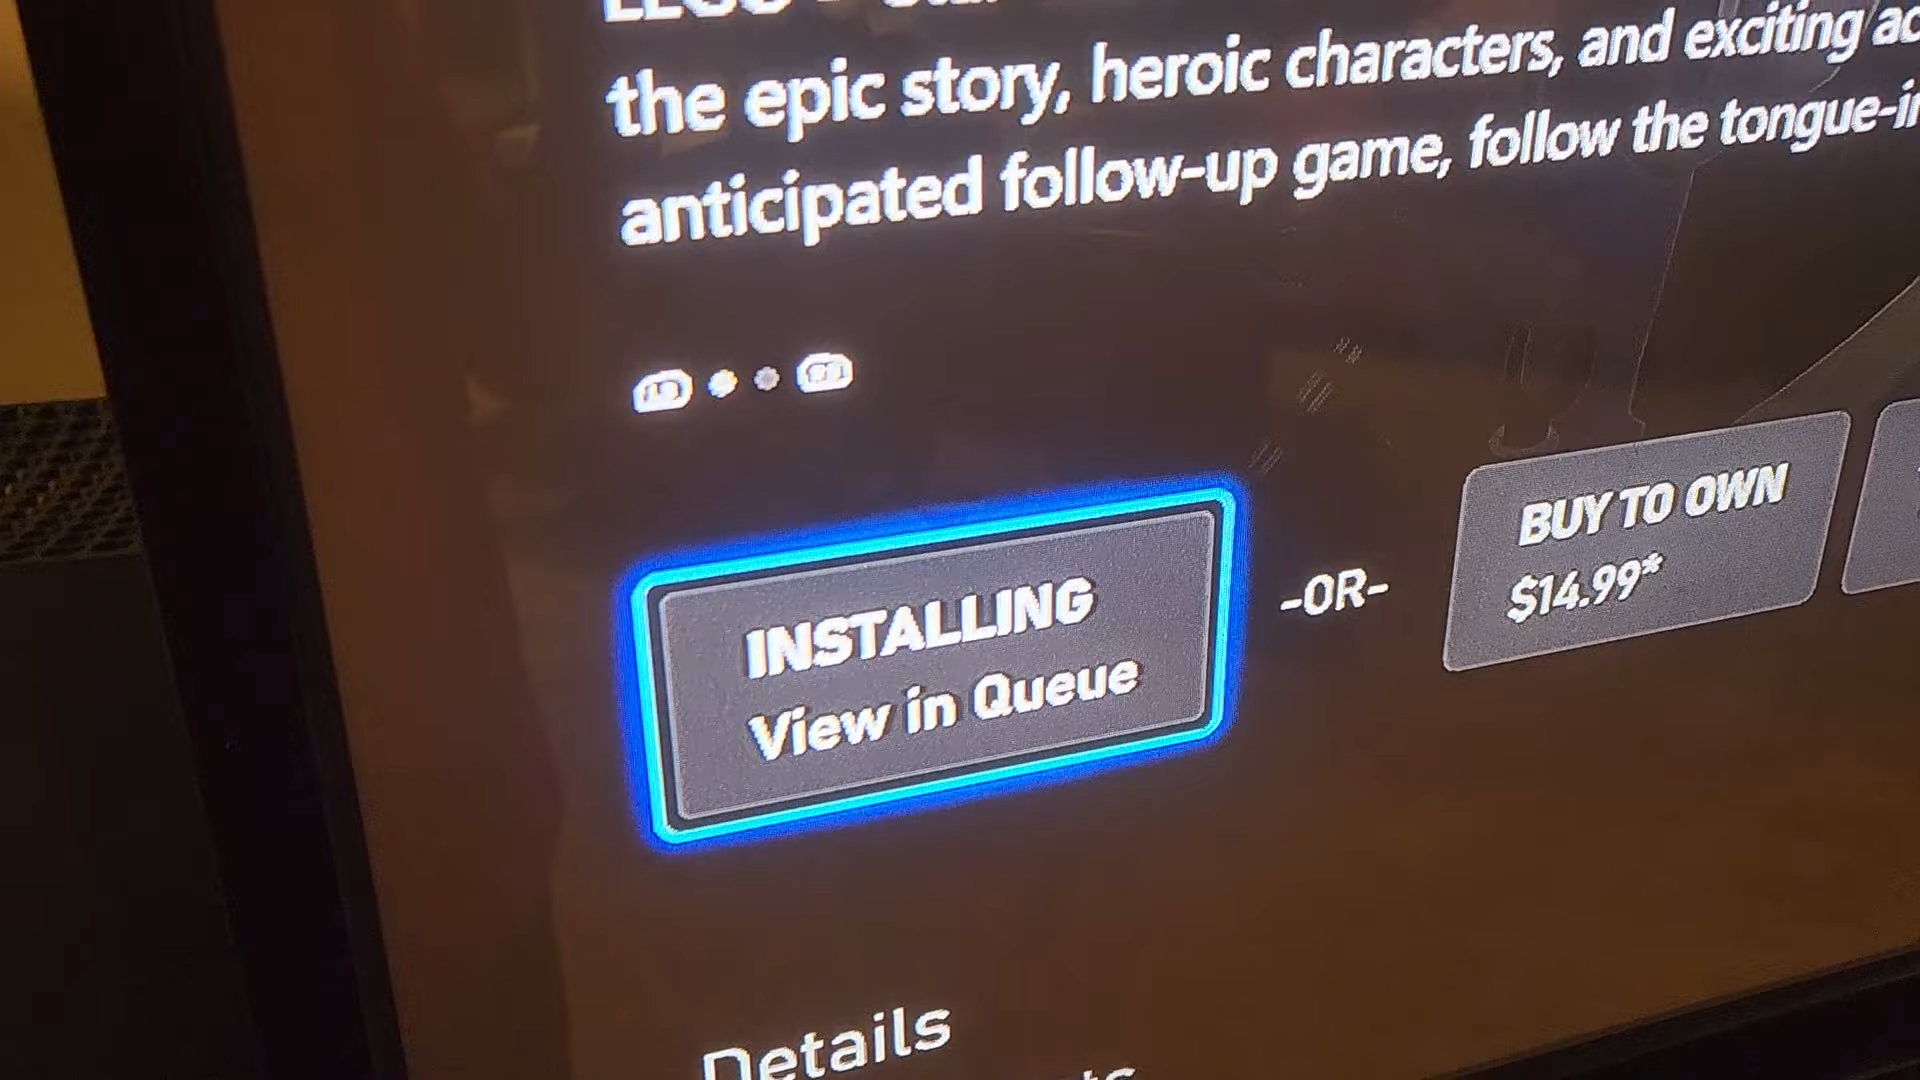 the epic story, heroic characters, and exciting
anticipated follow-up game, follow the tongue-
INSTALLING
View in Queue
-OR-
BUY TO OWN
$14.99*
Details